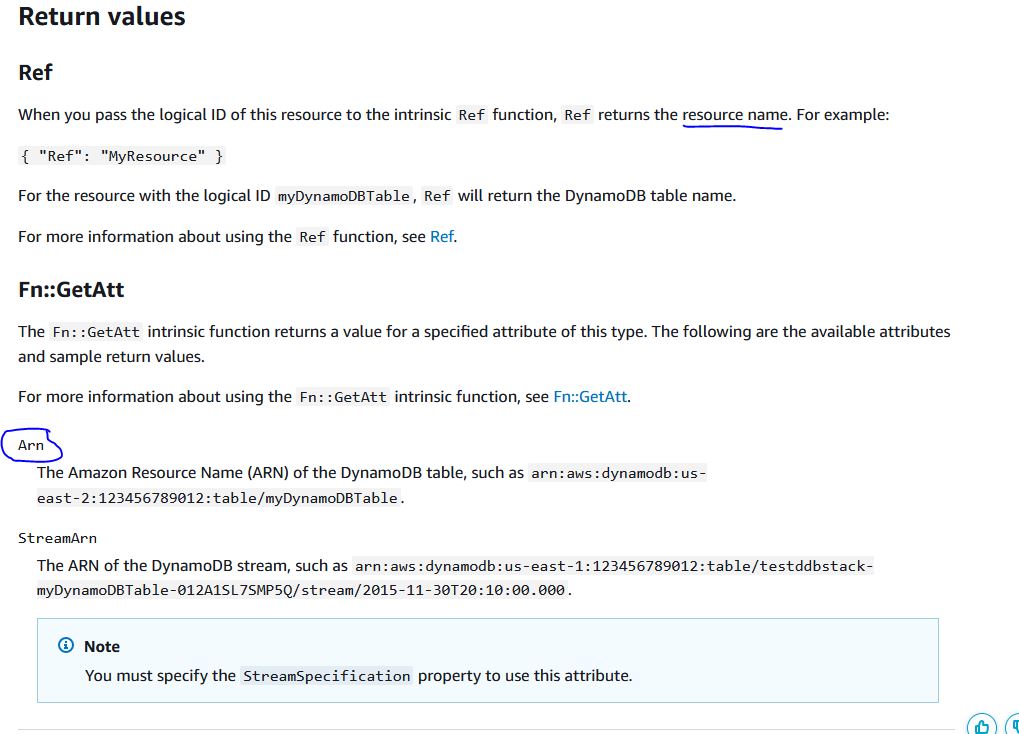 Return values
Ref
When you pass the logical ID of this resource to the intrinsic Ref function, Ref returns the resource name. For example:
{ "Ref": "MyResource" }
For the resource with the logical ID myDynamoDBTable, Ref will return the DynamoDB table name.
For more information about using the Ref function, see Ref.
Fn::GetAtt
The Fn::GetAtt intrinsic function returns a value for a specified attribute of this type. The following are the available attributes
and sample return values.
For more information about using the Fn::GetAtt intrinsic function, see Fn::GetAtt.
Arn
The Amazon Resource Name (ARN) of the DynamoDB table, such as arn:aws:dynamodb:us-
east-2:123456789012:table/myDynamoDBTable.
StreamArn
The ARN of the DynamoDB stream, such as arn:aws:dynamodb:us-east-1:123456789012:table/testddbstack-
myDynamoDBTable-012A1SL7SMP5Q/stream/2015-11-30T20:10:00.000.
Note
You must specify the StreamSpecification property to use this attribute.